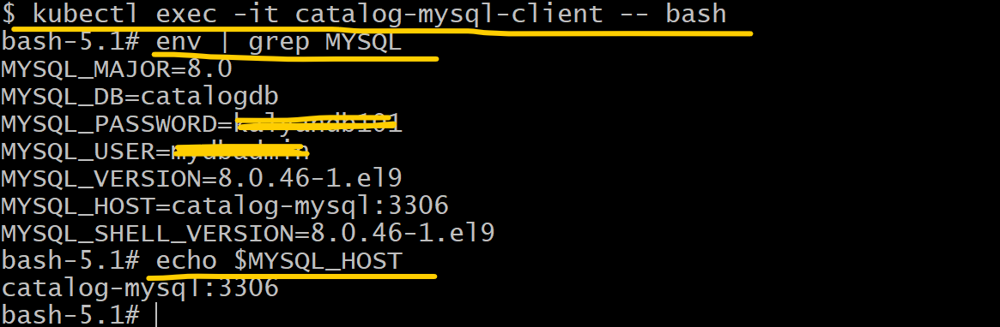 $ kubectl exec -it catalog-mysql-client -- bash
bash-5.1# env | grep MYSQL
MYSQL_MAJOR=8.0
MYSQL_DB=catalogdb
MYSQL_PASSWORD=
MYSQL_USER=
MYSQL_VERSION=8.0.46-1.el9
MYSQL_HOST=catalog-mysql:3306
MYSQL_SHELL_VERSION=8.0.46-1.el9
bash-5.1# echo $MYSQL_HOST
catalog-mysql:3306
bash-5.1#